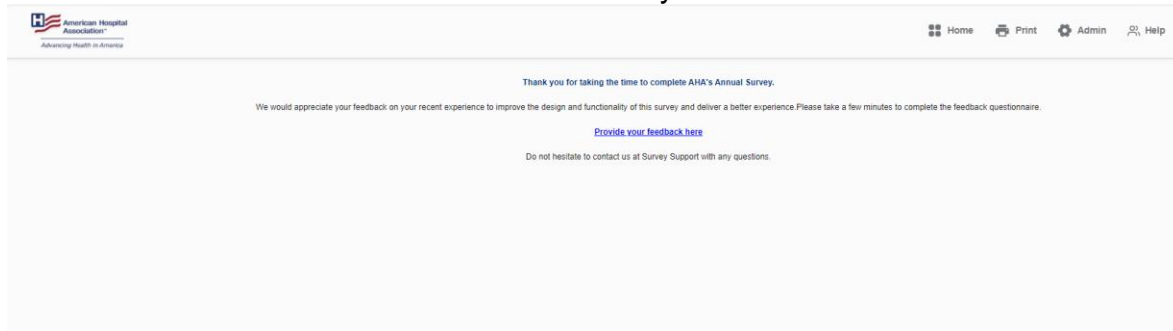 American Hospital
Association™
Advancing Health in America
Home Print Admin Help
Thank you for taking the time to complete AHA's Annual Survey.
We would appreciate your feedback on your recent experience to improve the design and functionality of this survey and deliver a better experience.Please take a few minutes to complete the feedback questionnaire.
Provide your feedback here
Do not hesitate to contact us at Survey Support with any questions.